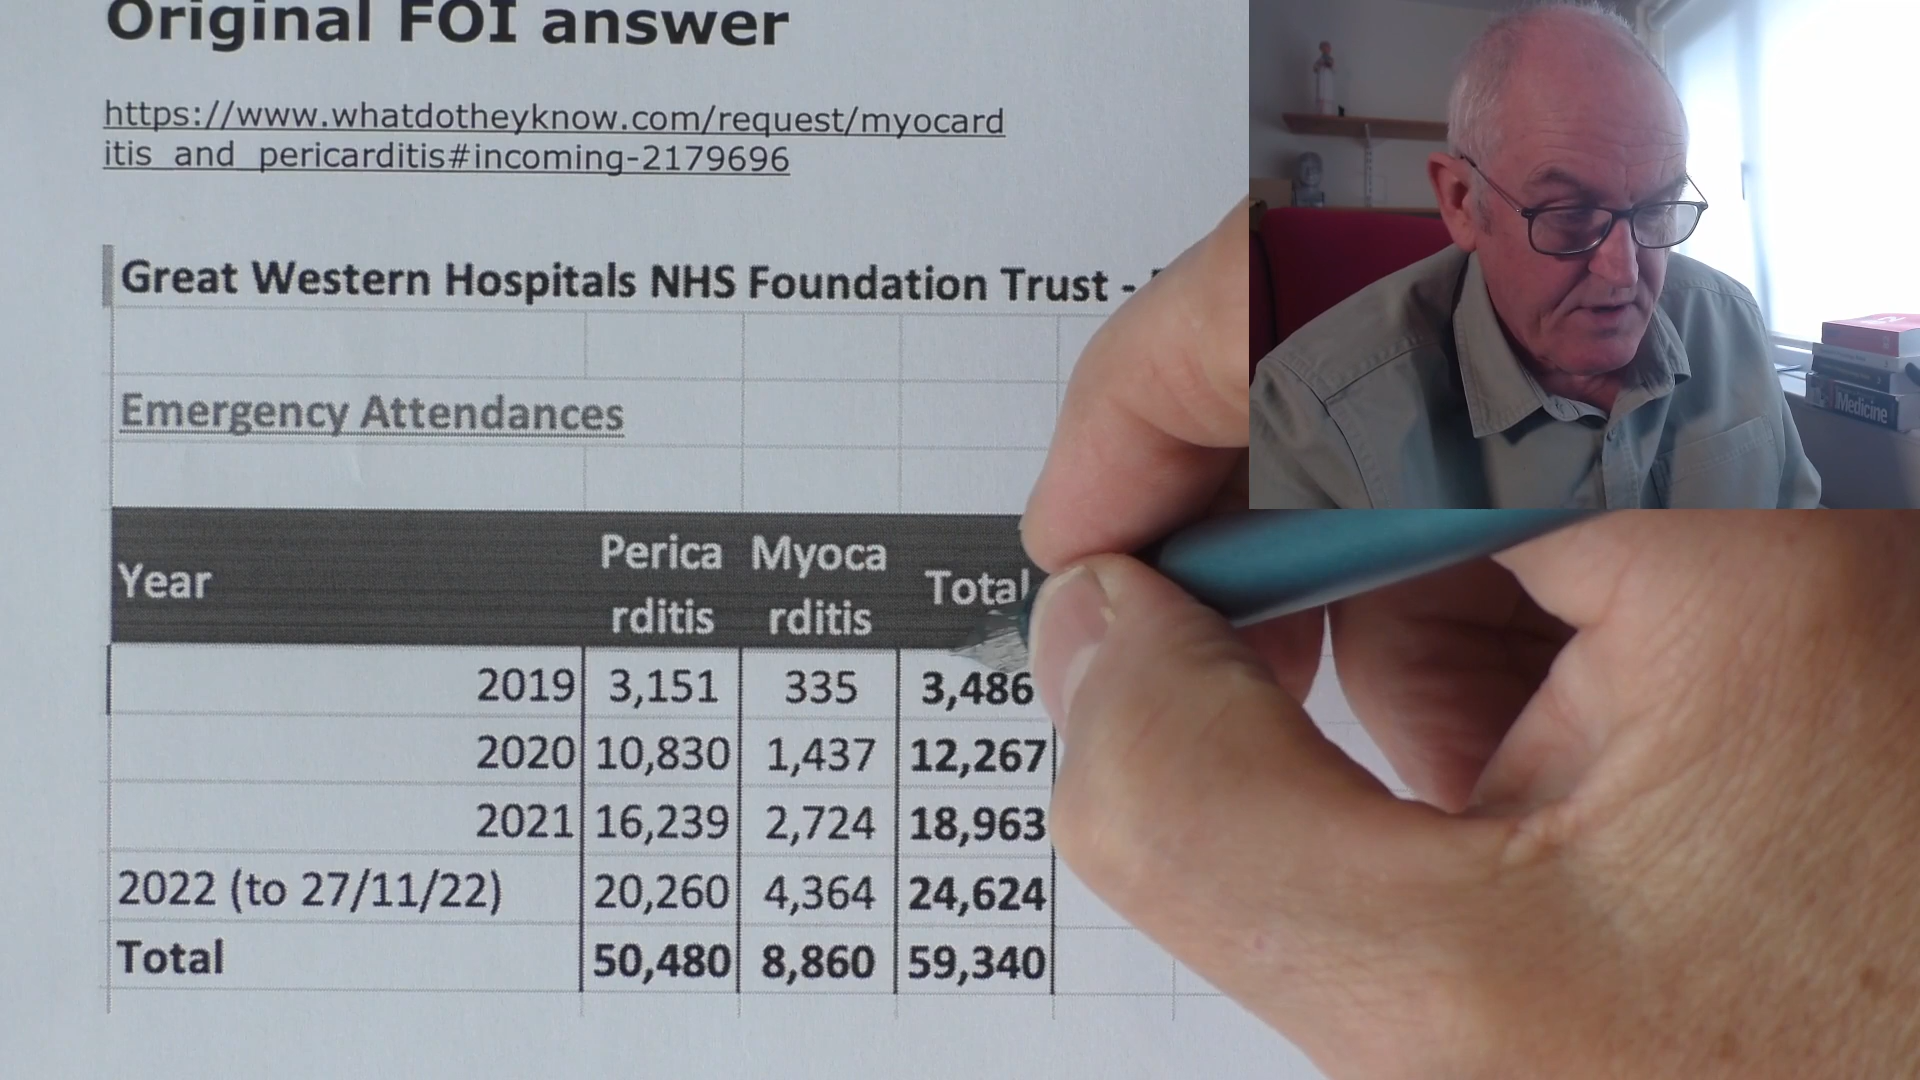 Original FOI answer
https://www.whatdotheyknow.com/request/myocard
itis_and_pericarditis#incoming-2179696
Great Western Hospitals NHS Foundation Trust -
Emergency Attendances
Year Perica rditis Myoca rditis Total
2019 3,151 335 3,486
2020 10,830 1,437 12,267
2021 16,239 2,724 18,963
2022 (to 27/11/22) 20,260 4,364 24,624
Total 50,480 8,860 59,340
Medicine